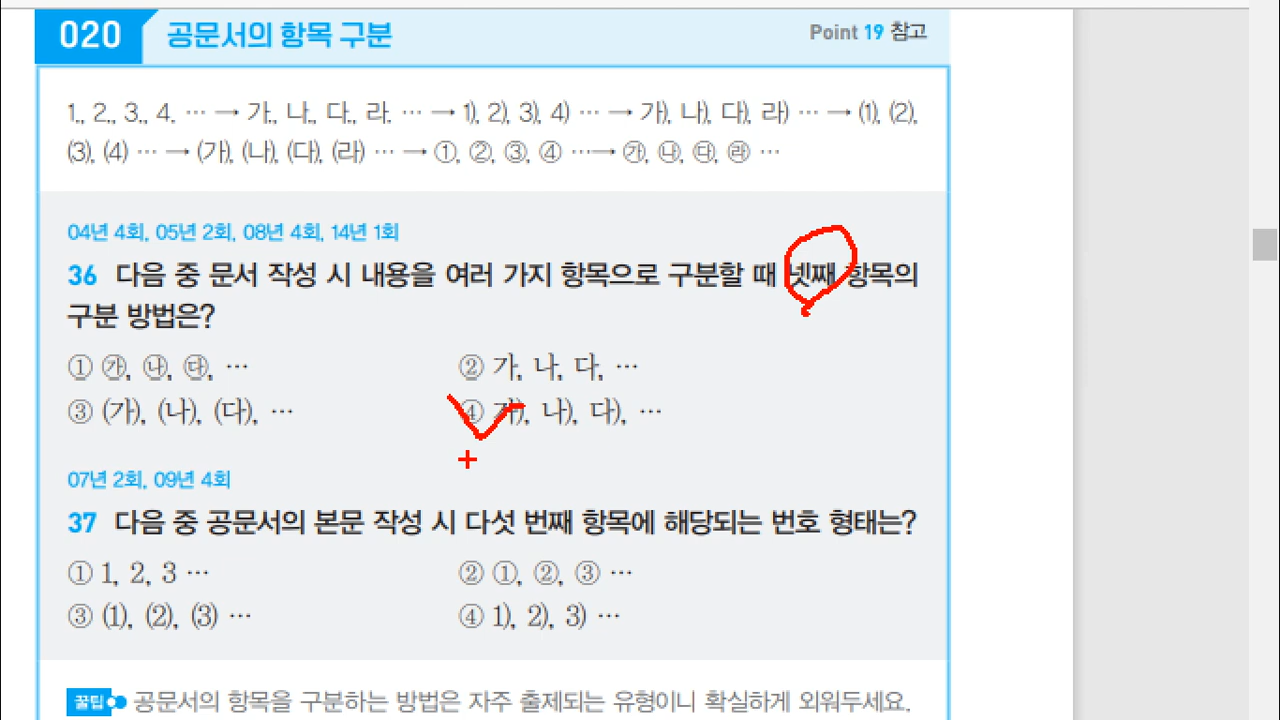 020 공문서의 항목 구분 Point 19 참고
1., 2., 3., 4. … → 가., 나., 다., 라. … → 1), 2), 3), 4) … → 가), 나), 다), 라) … → (1), (2),
(3), (4) … → (가), (나), (다), (라) … → ①, ②, ③, ④ …→ ㉮, ㉯, ㉰, ㉱ …
04년 4회, 05년 2회, 08년 4회, 14년 1회
36 다음 중 문서 작성 시 내용을 여러 가지 항목으로 구분할 때 넷째 항목의
구분 방법은?
① ㉮, ㉯, ㉰, … ② 가, 나, 다, …
③ (가), (나), (다), … ④ 가), 나), 다), …
07년 2회, 09년 4회
37 다음 중 공문서의 본문 작성 시 다섯 번째 항목에 해당되는 번호 형태는?
① 1, 2, 3 … ② ①, ②, ③ …
③ (1), (2), (3) … ④ 1), 2), 3) …
꿀팁 공문서의 항목을 구분하는 방법은 자주 출제되는 유형이니 확실하게 외워두세요.